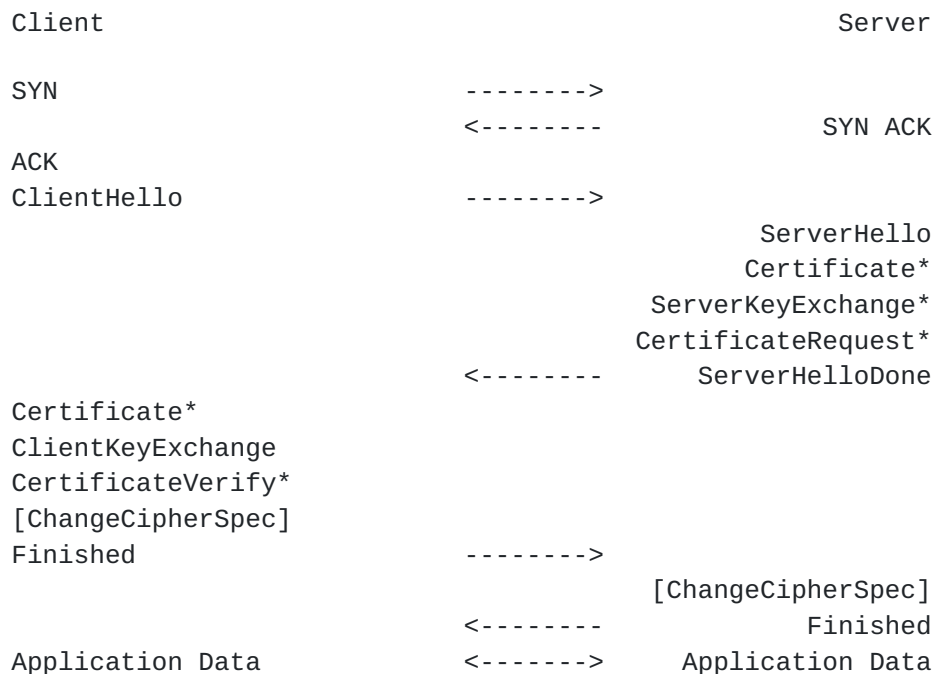 Client Server
SYN -------->
<-------- SYN ACK
ACK
ClientHello -------->
ServerHello
Certificate*
ServerKeyExchange*
CertificateRequest*
<-------- ServerHelloDone
Certificate*
ClientKeyExchange
CertificateVerify*
[ChangeCipherSpec]
Finished -------->
[ChangeCipherSpec]
<-------- Finished
Application Data <-------> Application Data